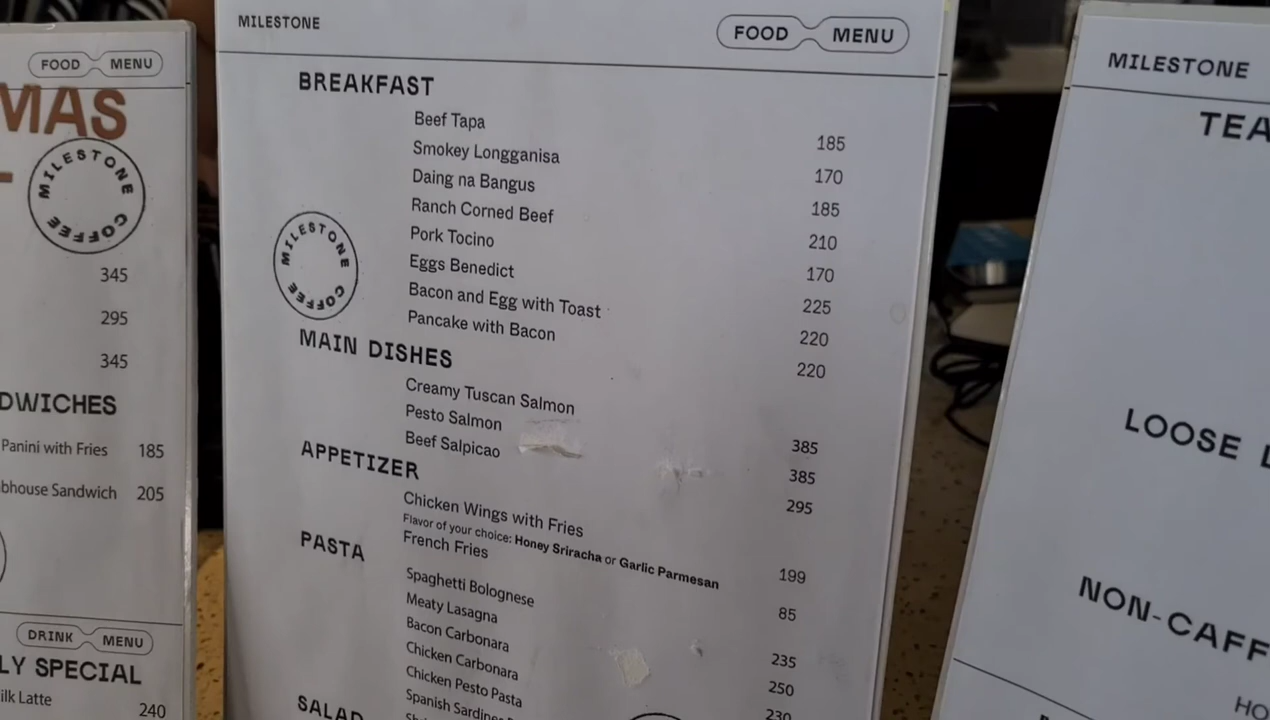 FOOD MENU
MAS
MILESTONE COFFEE
345
295
345
DWICHES
Panini with Fries 185
bhouse Sandwich 205
DRINK MENU
LY SPECIAL
ilk Latte 240
MILESTONE FOOD MENU
BREAKFAST
Beef Tapa 185
Smokey Longganisa 170
Daing na Bangus 185
Ranch Corned Beef 210
Pork Tocino 170
Eggs Benedict 225
Bacon and Egg with Toast 220
Pancake with Bacon 220
MILESTONE COFFEE
MAIN DISHES
Creamy Tuscan Salmon 385
Pesto Salmon 385
Beef Salpicao 295
APPETIZER
Chicken Wings with Fries 199
Flavor of your choice: Honey Sriracha or Garlic Parmesan
French Fries 85
PASTA
Spaghetti Bolognese 235
Meaty Lasagna 250
Bacon Carbonara 230
Chicken Carbonara
Chicken Pesto Pasta
Spanish Sardines
SALAD
MILESTONE
TEA
LOOSE L
NON-CAFF
HO